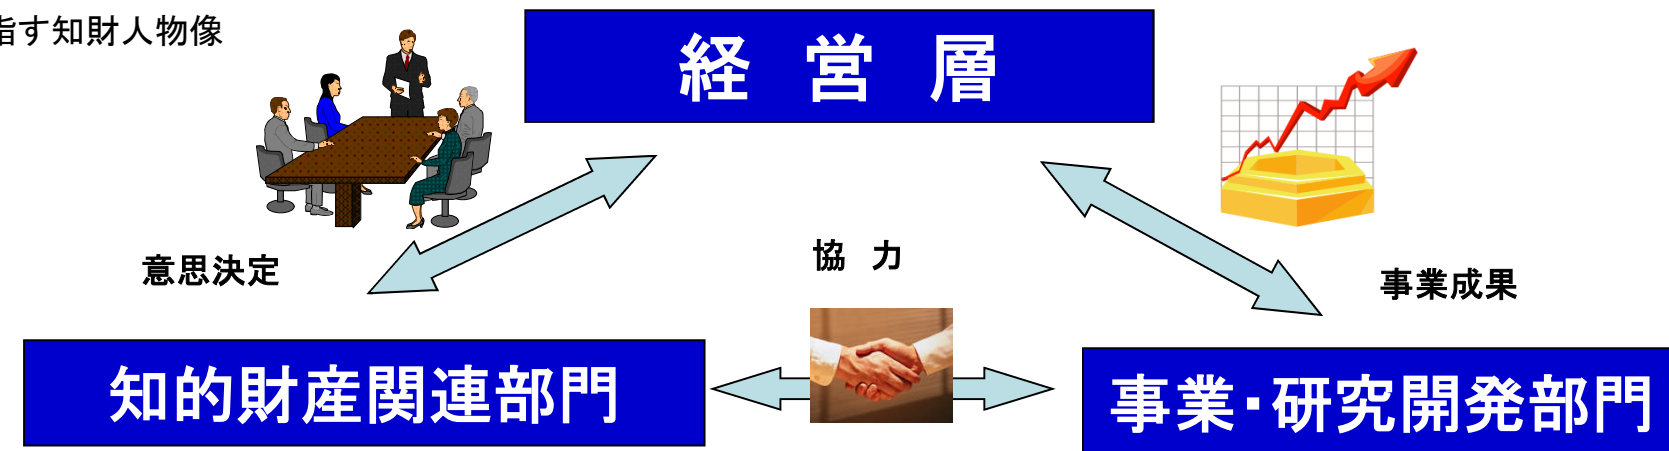 指す知財人物像
経 営 層
意思決定
協 力
事業成果
知的財産関連部門
事業・研究開発部門